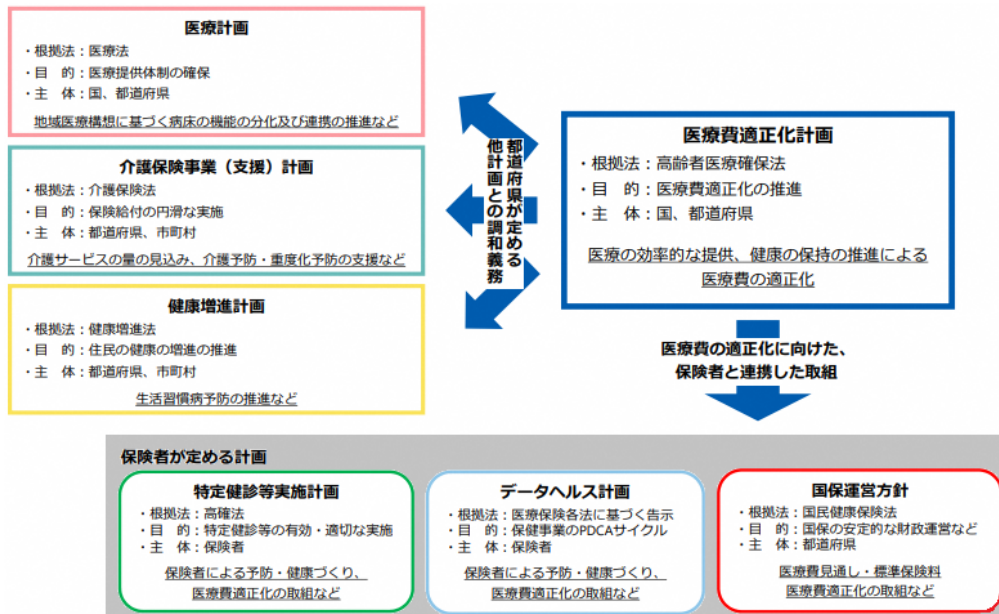 医療計画
・根拠法：医療法
・目　的：医療提供体制の確保
・主　体：国、都道府県
地域医療構想に基づく病床の機能の分化及び連携の推進など
介護保険事業（支援）計画
・根拠法：介護保険法
・目　的：保険給付の円滑な実施
・主　体：都道府県、市町村
介護サービスの量の見込み、介護予防・重度化予防の支援など
健康増進計画
・根拠法：健康増進法
・目　的：住民の健康の増進の推進
・主　体：都道府県、市町村
生活習慣病予防の推進など
都道府県が定める
他計画との調和義務
医療費適正化計画
・根拠法：高齢者医療確保法
・目　的：医療費適正化の推進
・主　体：国、都道府県
医療の効率的な提供、健康の保持の推進による
医療費の適正化
医療費の適正化に向けた、
保険者と連携した取組
保険者が定める計画
特定健診等実施計画
・根拠法：高確法
・目　的：特定健診等の有効・適切な実施
・主　体：保険者
保険者による予防・健康づくり、
医療費適正化の取組など
データヘルス計画
・根拠法：医療保険各法に基づく告示
・目　的：保健事業のPDCAサイクル
・主　体：保険者
保険者による予防・健康づくり、
医療費適正化の取組など
国保運営方針
・根拠法：国民健康保険法
・目　的：国保の安定的な財政運営など
・主　体：都道府県
医療費見通し・標準保険料
医療費適正化の取組など